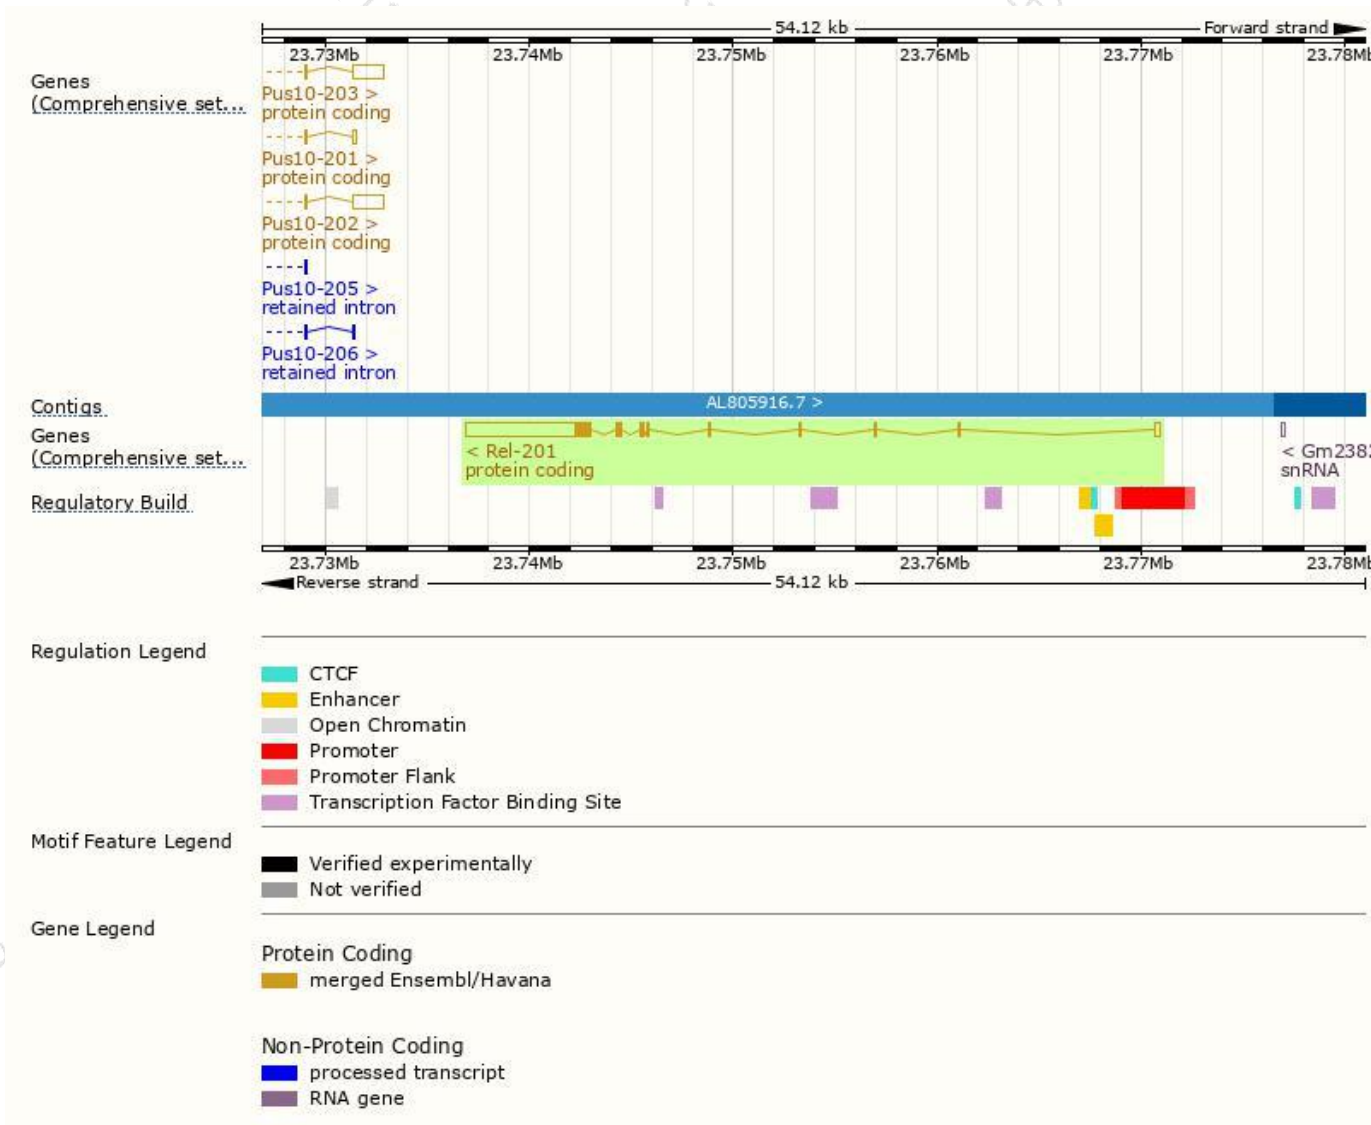 54.12 kb Forward strand
23.73Mb 23.74Mb 23.75Mb 23.76Mb 23.77Mb 23.78Mb
Genes
(Comprehensive set...
Pus10-203 >
protein coding
Pus10-201 >
protein coding
Pus10-202 >
protein coding
Pus10-205 >
retained intron
Pus10-206 >
retained intron
Contigs
AL805916.7 >
Genes
(Comprehensive set...
< Rel-201
protein coding
< Gm2382
snRNA
Regulatory Build
23.73Mb 23.74Mb 23.75Mb 23.76Mb 23.77Mb 23.78Mb
Reverse strand 54.12 kb
Regulation Legend
CTCF
Enhancer
Open Chromatin
Promoter
Promoter Flank
Transcription Factor Binding Site
Motif Feature Legend
Verified experimentally
Not verified
Gene Legend
Protein Coding
merged Ensembl/Havana
Non-Protein Coding
processed transcript
RNA gene